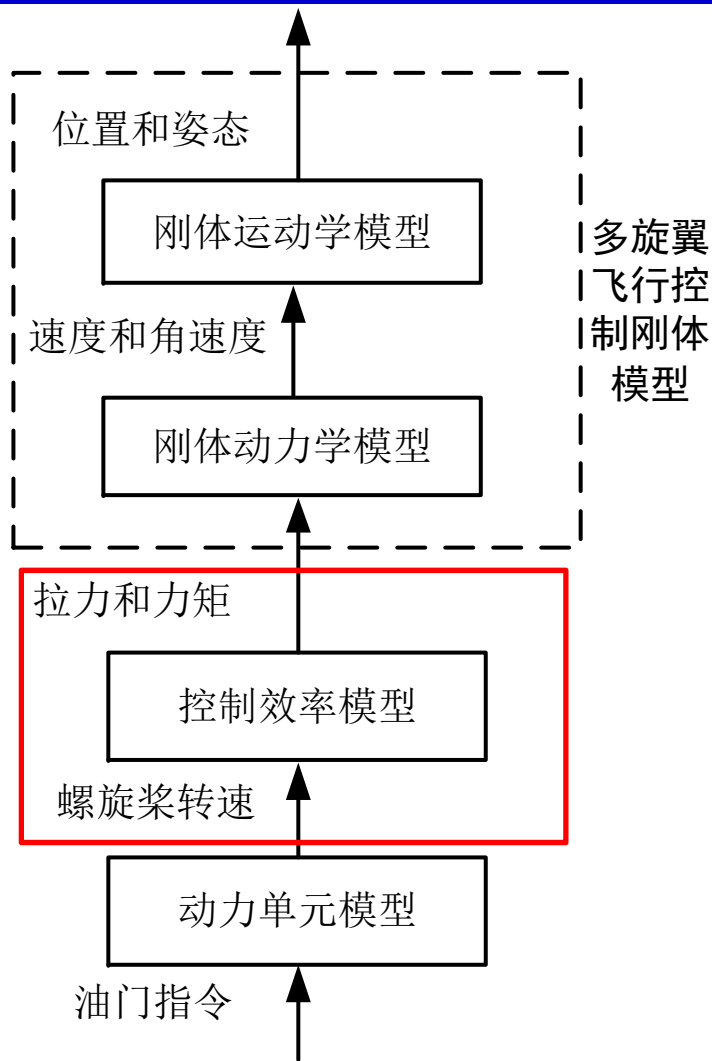 位置和姿态
刚体运动学模型
速度和角速度
刚体动力学模型
多旋翼
飞行控
制刚体
模型
拉力和力矩
控制效率模型
螺旋桨转速
动力单元模型
油门指令